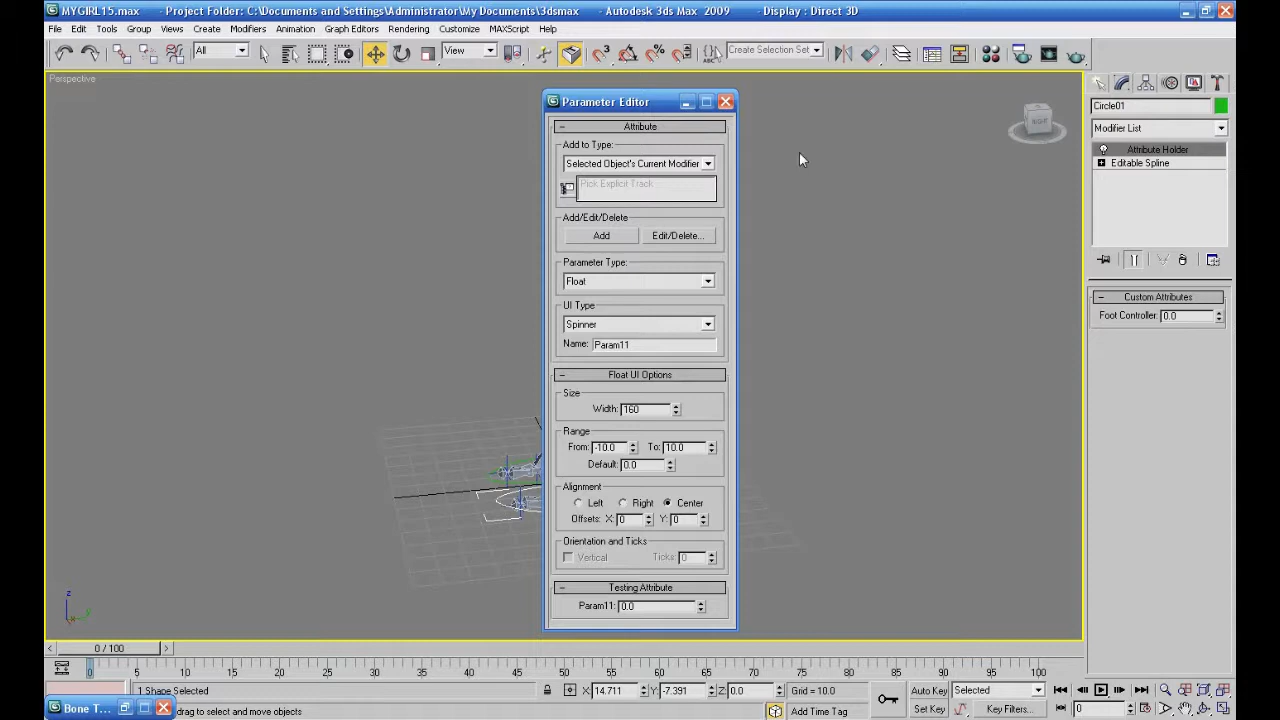 MYGIRL15.max - Project Folder: C:\Documents and Settings\Administrator\My Documents\3dsmax - Autodesk 3ds Max 2009 - Display : Direct 3D
File Edit Tools Group Views Create Modifiers Animation Graph Editors Rendering Customize MAXScript Help
All View Create Selection Set
Perspective
RIGHT
Parameter Editor
Attribute
Add to Type:
Selected Object's Current Modifier
Pick Explicit Track...
Add/Edit/Delete
Add Edit/Delete...
Parameter Type:
Float
UI Type
Spinner
Name: Param11
Float UI Options
Size
Width: 160
Range
From: -10.0 To: 10.0
Default: 0.0
Alignment
Left Right Center
Offsets: X: 0 Y: 0
Orientation and Ticks
Vertical Ticks: 0
Testing Attribute
Param11: 0.0
Circle01
Modifier List
Attribute Holder
Editable Spline
Custom Attributes
Foot Controller: 0.0
z
y
x
0 / 100
0 5 10 15 20 25 30 35 40 45 50 55 60 65 70 75 80 85 90 95 100
1 Shape Selected X: 14.711 Y: -7.391 Z: 0.0 Grid = 10.0 Auto Key Selected
Bone T... drag to select and move objects Add Time Tag Set Key Key Filters... 0